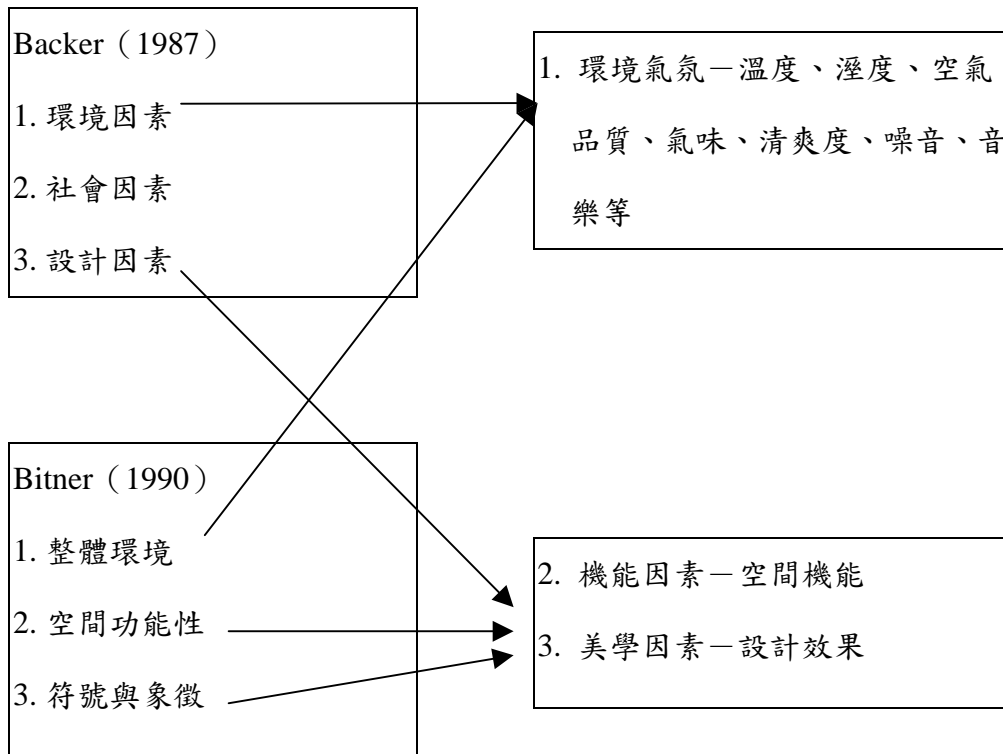 Backer（1987）
1. 環境因素
2. 社會因素
3. 設計因素
1. 環境氣氛－溫度、溼度、空氣
品質、氣味、清爽度、噪音、音
樂等
Bitner（1990）
1. 整體環境
2. 空間功能性
3. 符號與象徵
2. 機能因素－空間機能
3. 美學因素－設計效果